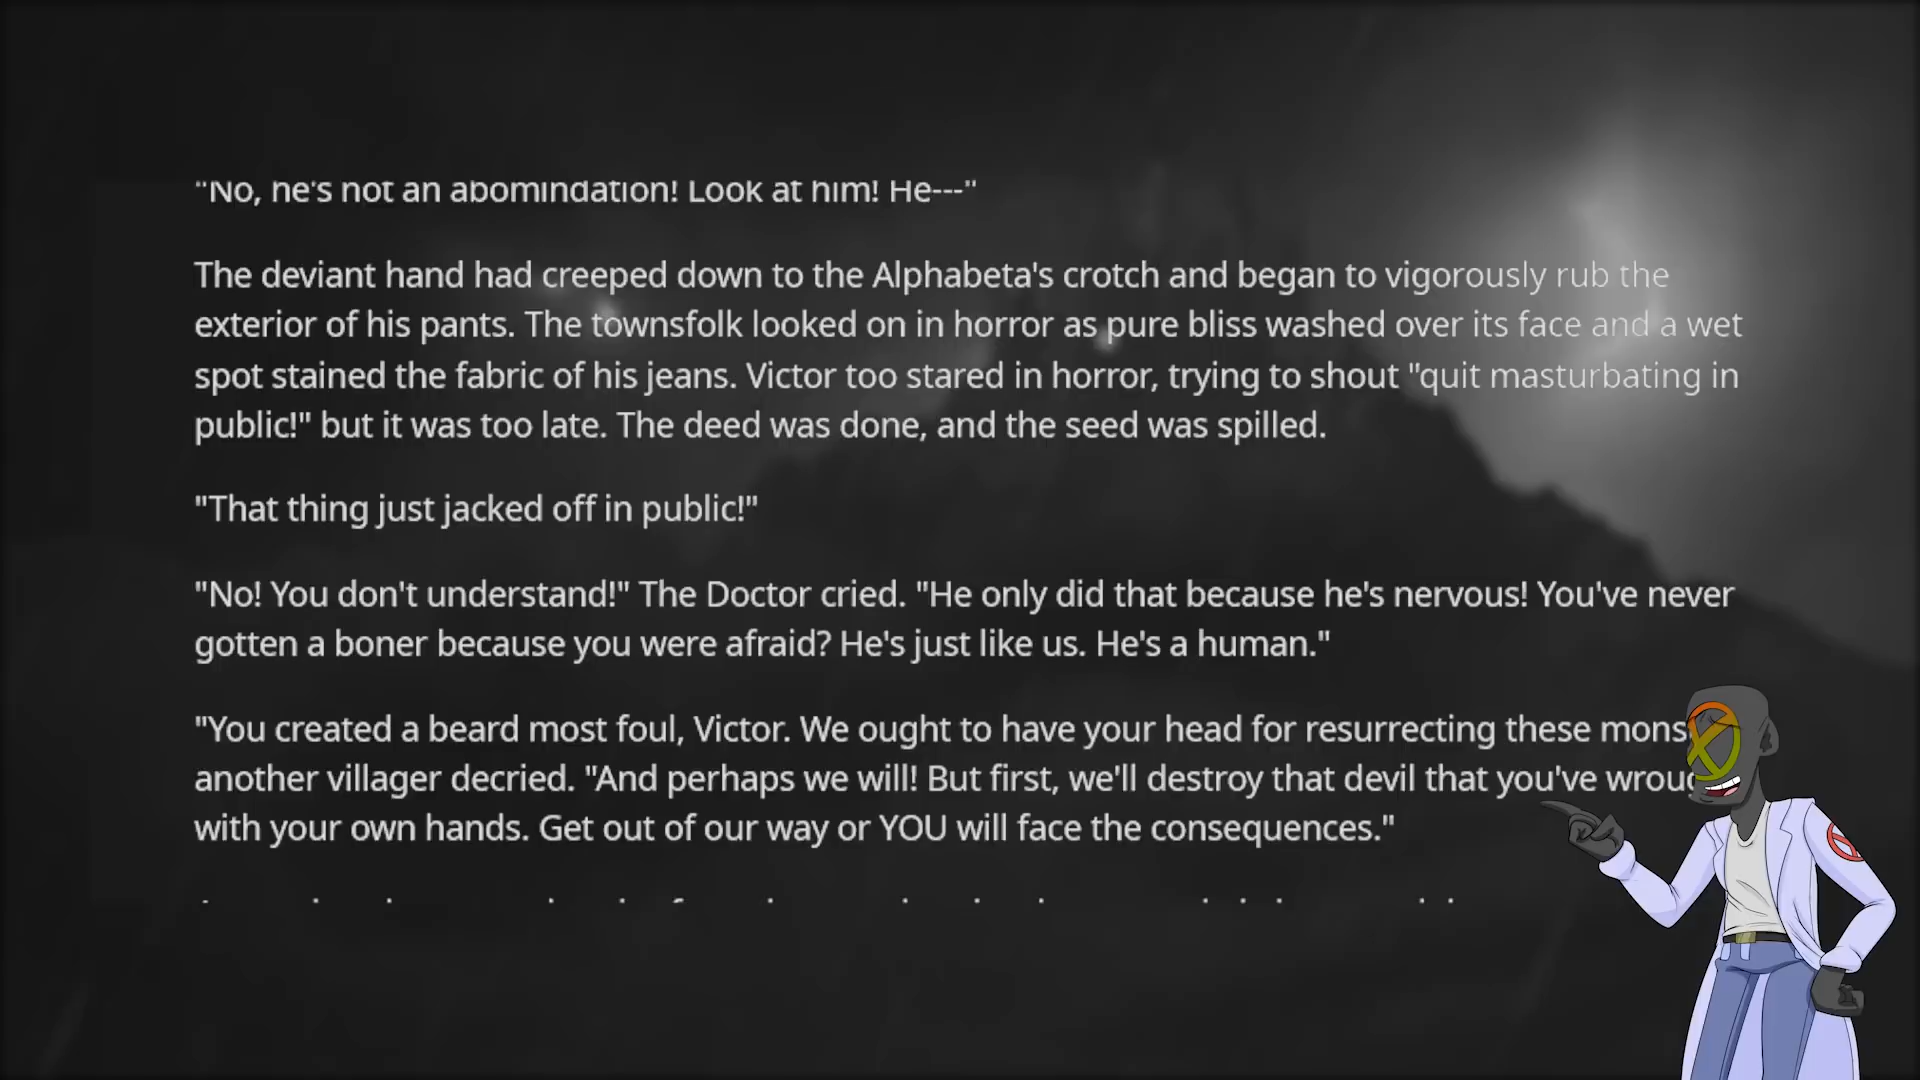 "No, he's not an abomindation! Look at him! He---"
The deviant hand had creeped down to the Alphabeta's crotch and began to vigorously rub the
exterior of his pants. The townsfolk looked on in horror as pure bliss washed over its face and a wet
spot stained the fabric of his jeans. Victor too stared in horror, trying to shout "quit masturbating in
public!" but it was too late. The deed was done, and the seed was spilled.
"That thing just jacked off in public!"
"No! You don't understand!" The Doctor cried. "He only did that because he's nervous! You've never
gotten a boner because you were afraid? He's just like us. He's a human."
"You created a beard most foul, Victor. We ought to have your head for resurrecting these mons
another villager decried. "And perhaps we will! But first, we'll destroy that devil that you've wroug
with your own hands. Get out of our way or YOU will face the consequences."